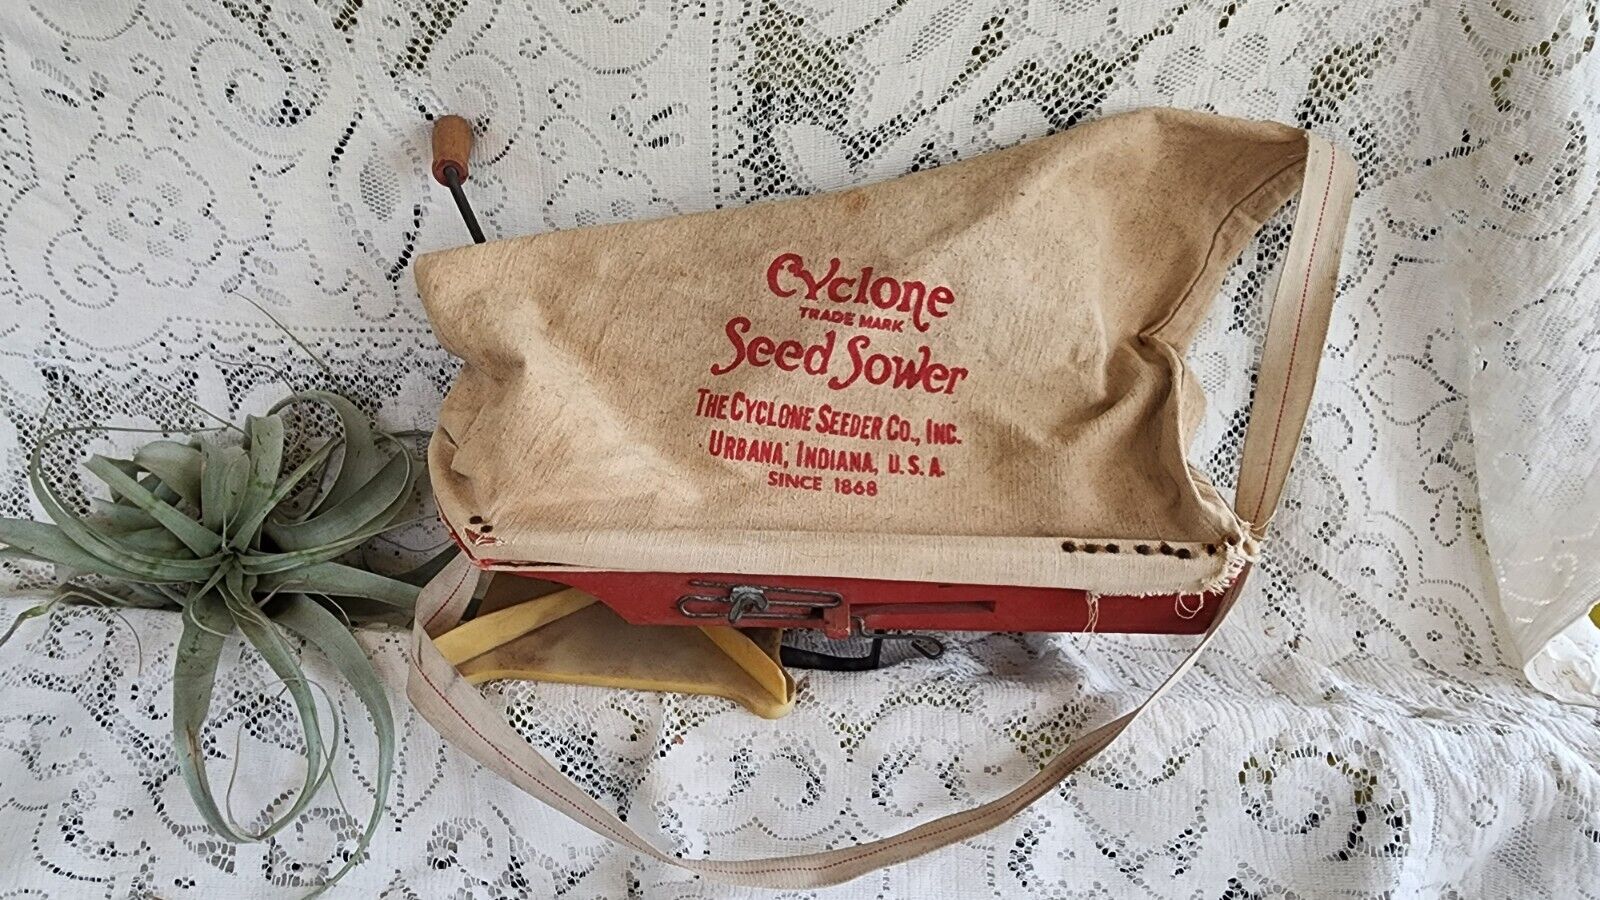 Cyclone
TRADE MARK
Seed Sower
THE CYCLONE SEEDER CO., INC.
URBANA, INDIANA, U.S.A.
SINCE 1868